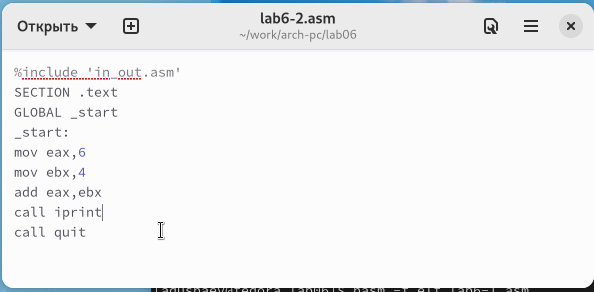 Открыть
lab6-2.asm
~/work/arch-pc/lab06
%include 'in_out.asm'
SECTION .text
GLOBAL _start
_start:
mov eax,6
mov ebx,4
add eax,ebx
call iprint
call quit